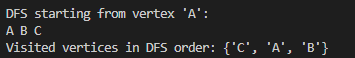 DFS starting from vertex 'A':
A B C
Visited vertices in DFS order: {'C', 'A', 'B'}